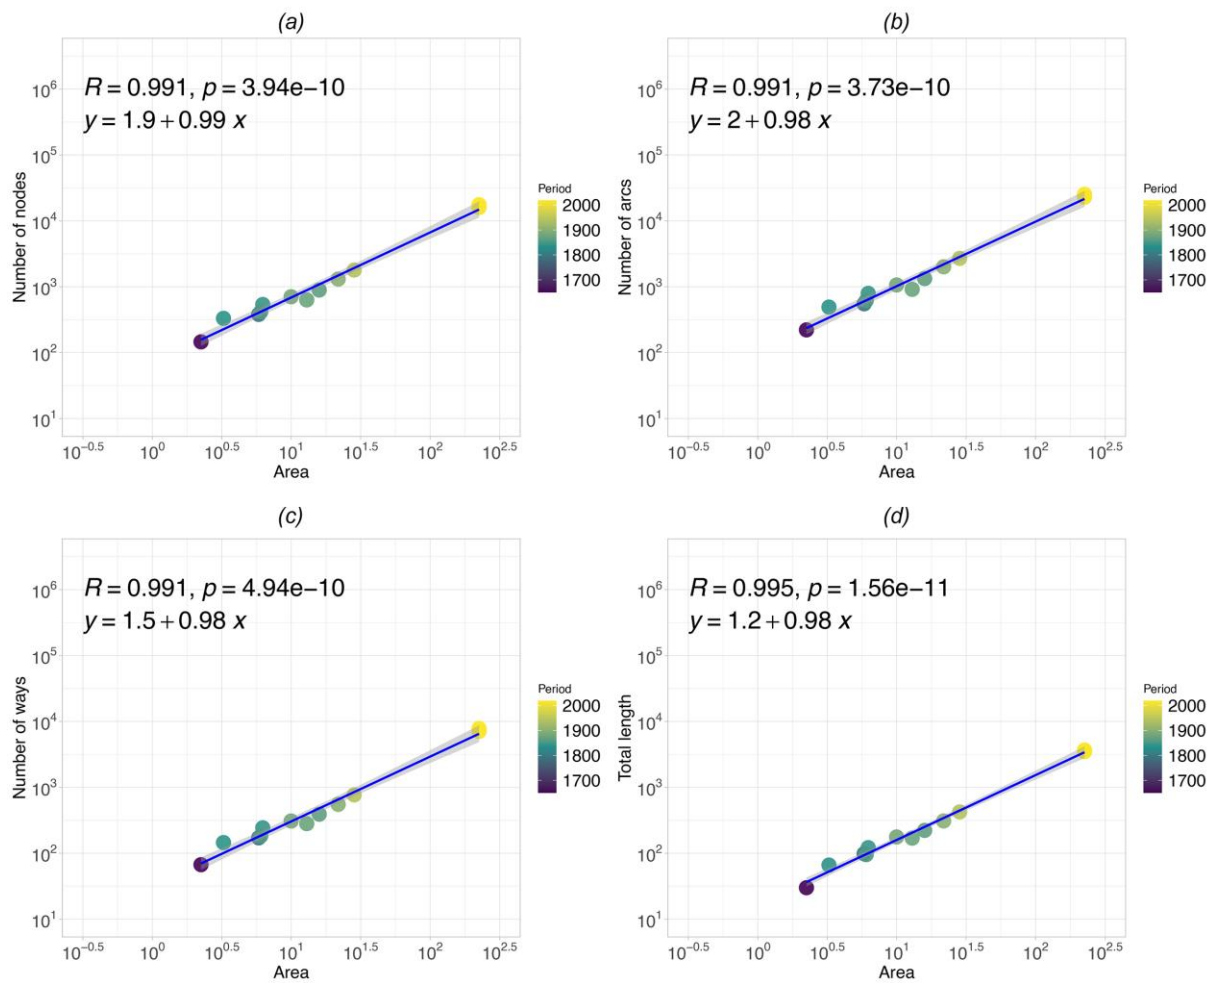 (a)
R = 0.991, p = 3.94e−10
y = 1.9 + 0.99 x
Number of nodes
10^6
10^5
10^4
10^3
10^2
10^1
10^−0.5 10^0 10^0.5 10^1 10^1.5 10^2 10^2.5
Area
Period
2000
1900
1800
1700
(b)
R = 0.991, p = 3.73e−10
y = 2 + 0.98 x
Number of arcs
10^6
10^5
10^4
10^3
10^2
10^1
10^−0.5 10^0 10^0.5 10^1 10^1.5 10^2 10^2.5
Area
Period
2000
1900
1800
1700
(c)
R = 0.991, p = 4.94e−10
y = 1.5 + 0.98 x
Number of ways
10^6
10^5
10^4
10^3
10^2
10^1
10^−0.5 10^0 10^0.5 10^1 10^1.5 10^2 10^2.5
Area
Period
2000
1900
1800
1700
(d)
R = 0.995, p = 1.56e−11
y = 1.2 + 0.98 x
Total length
10^6
10^5
10^4
10^3
10^2
10^1
10^−0.5 10^0 10^0.5 10^1 10^1.5 10^2 10^2.5
Area
Period
2000
1900
1800
1700